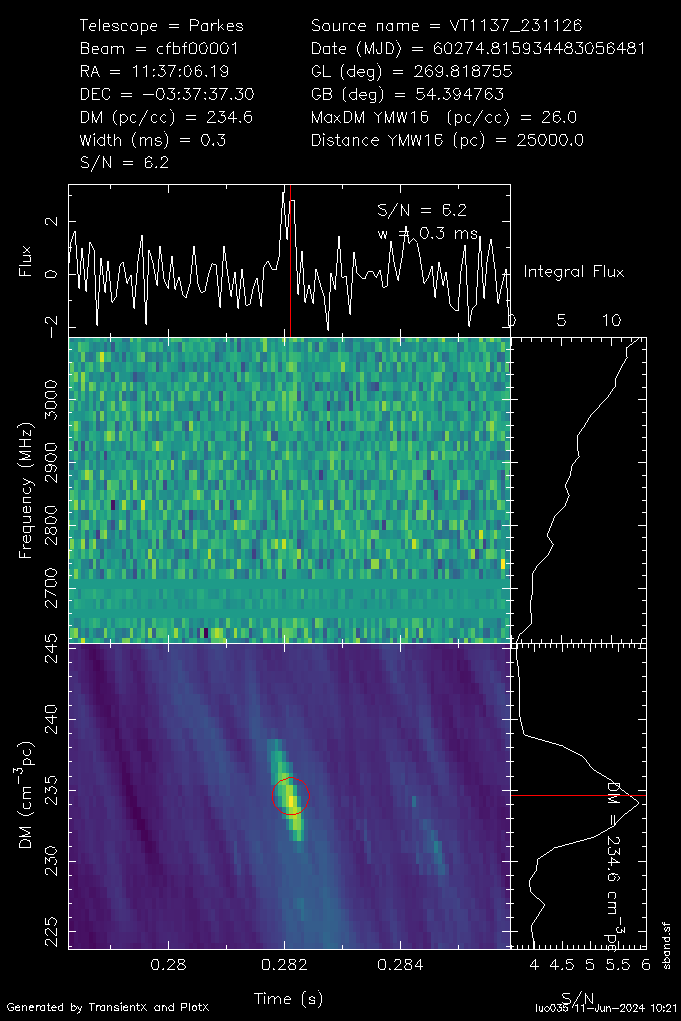 Telescope = Parkes
Source name = VT1137_231126
Beam = cfbf00001
Date (MJD) = 60274.815934483056481
RA = 11:37:06.19
GL (deg) = 269.818755
DEC = -03:37:37.30
GB (deg) = 54.394763
DM (pc/cc) = 234.6
MaxDM YMW16 (pc/cc) = 26.0
Width (ms) = 0.3
Distance YMW16 (pc) = 25000.0
S/N = 6.2
S/N = 6.2
w = 0.3 ms
Flux
2
0
-2
Integral Flux
0 5 10
Frequency (MHz)
3000
2900
2800
2700
DM (cm-3pc)
245
240
235
230
225
DM = 234.6 cm-3pc
0.28 0.282 0.284
4 4.5 5 5.5 6
Time (s)
S/N
sband.sf
Generated by TransientX and PlotX
luo035 11-Jun-2024 10:21